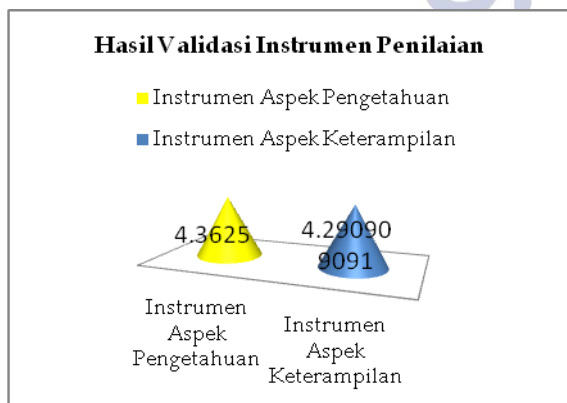 Hasil Validasi Instrumen Penilaian
Instrumen Aspek Pengetahuan
Instrumen Aspek Keterampilan
4.3625
4.29090
9091
Instrumen
Aspek
Pengetahuan
Instrumen
Aspek
Keterampilan